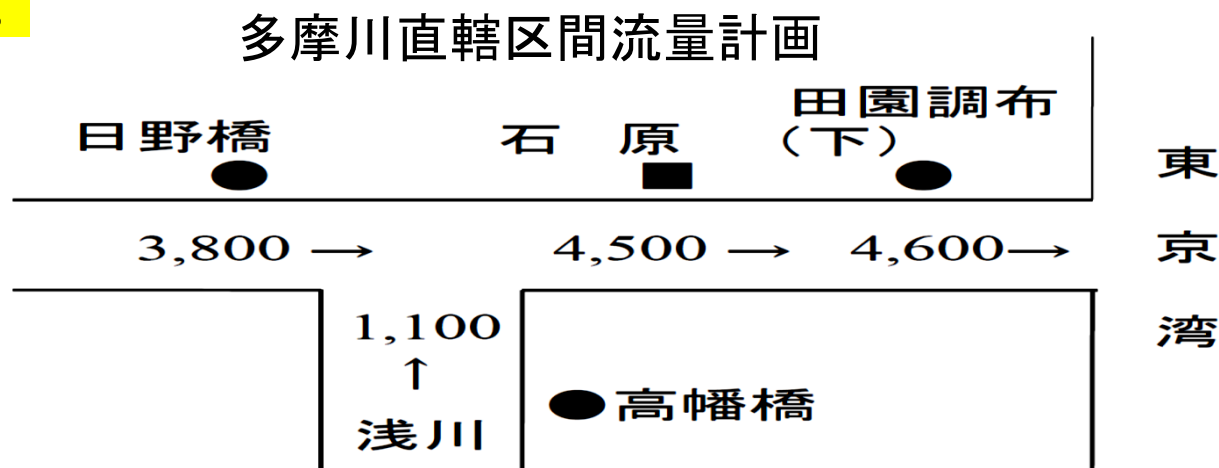 多摩川直轄区間流量計画
日野橋
石原
田園調布
(下)
3,800 →
4,500 →
4,600→
1,100
↑
浅川
高幡橋
東
京
湾